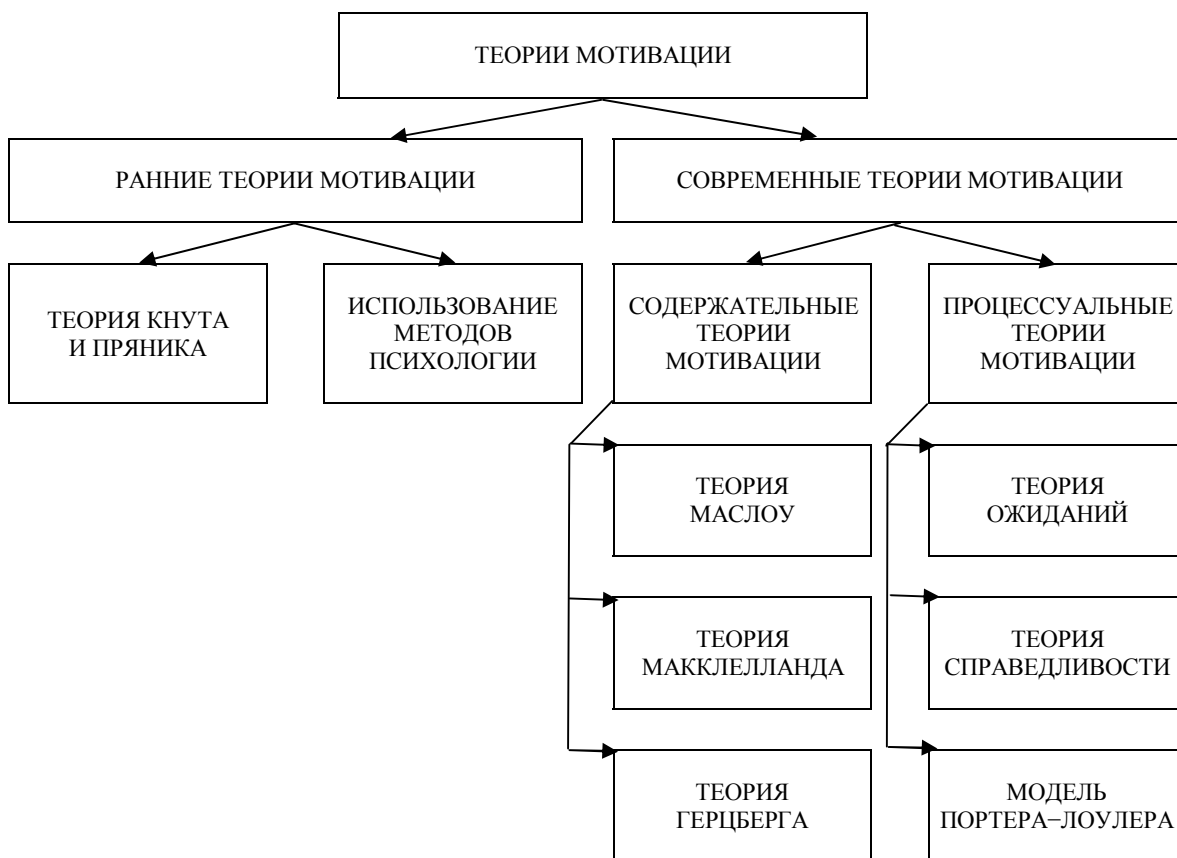 ТЕОРИИ МОТИВАЦИИ
РАННИЕ ТЕОРИИ МОТИВАЦИИ
СОВРЕМЕННЫЕ ТЕОРИИ МОТИВАЦИИ
ТЕОРИЯ КНУТА
И ПРЯНИКА
ИСПОЛЬЗОВАНИЕ
МЕТОДОВ
ПСИХОЛОГИИ
СОДЕРЖАТЕЛЬНЫЕ
ТЕОРИИ
МОТИВАЦИИ
ПРОЦЕССУАЛЬНЫЕ
ТЕОРИИ
МОТИВАЦИИ
ТЕОРИЯ
МАСЛОУ
ТЕОРИЯ
ОЖИДАНИЙ
ТЕОРИЯ
МАККЛЕЛЛАНДА
ТЕОРИЯ
СПРАВЕДЛИВОСТИ
ТЕОРИЯ
ГЕРЦБЕРГА
МОДЕЛЬ
ПОРТЕРА–ЛОУЛЕРА